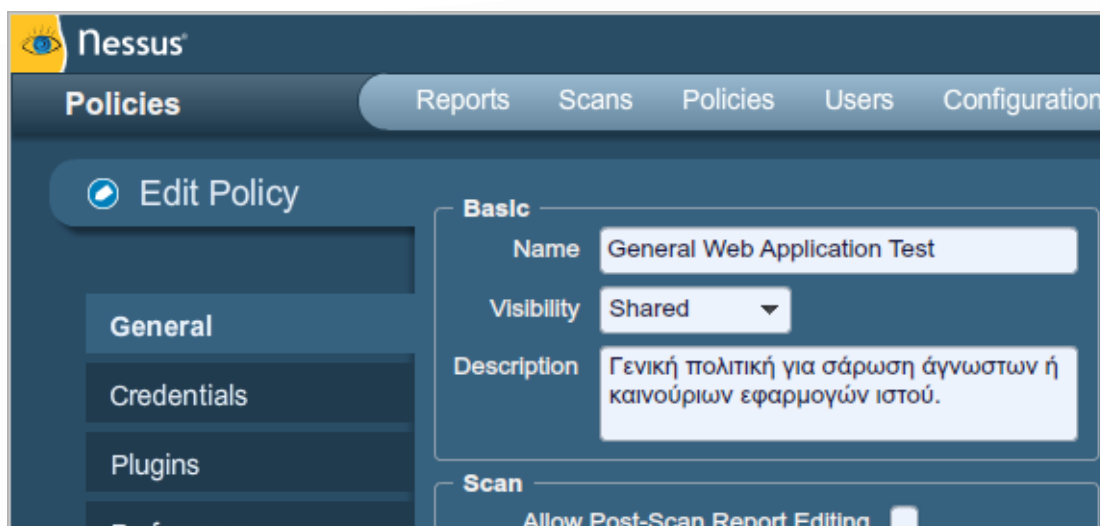 Nessus®
Policies
Reports Scans Policies Users Configuration
Edit Policy
Basic
Name General Web Application Test
Visibility Shared
General
Description Γενική πολιτική για σάρωση άγνωστων ή
καινούριων εφαρμογών ιστού.
Credentials
Plugins
Scan
Allow Post-Scan Report Editing